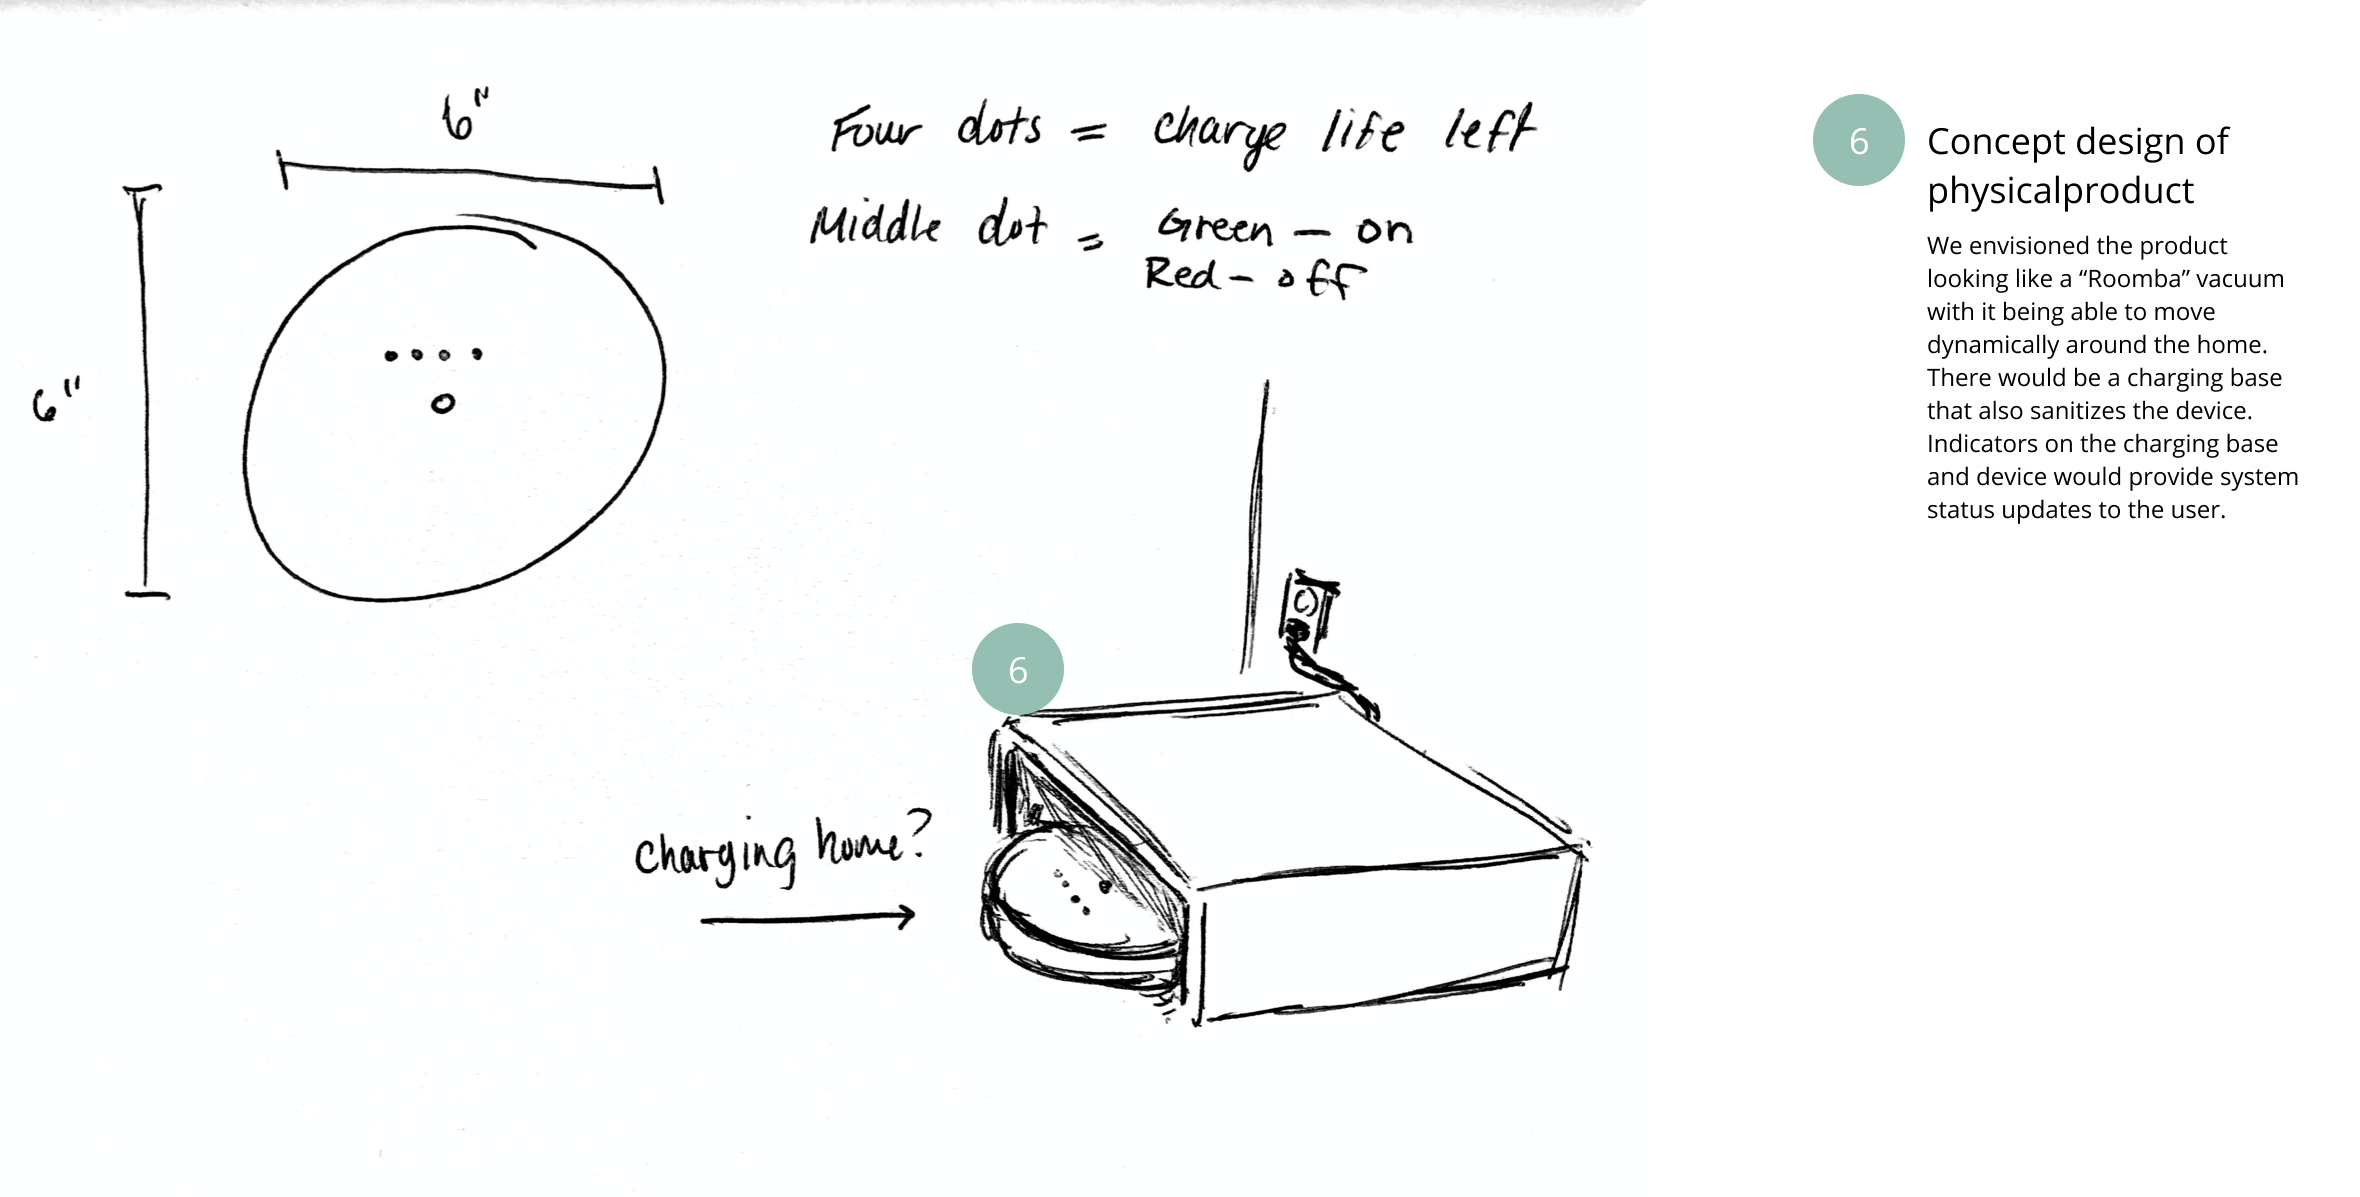 6"
6"
Four dots = charge life left
Middle dot = Green — on
Red - off
charging home?
6
6
Concept design of
physicalproduct
We envisioned the product
looking like a “Roomba” vacuum
with it being able to move
dynamically around the home.
There would be a charging base
that also sanitizes the device.
Indicators on the charging base
and device would provide system
status updates to the user.